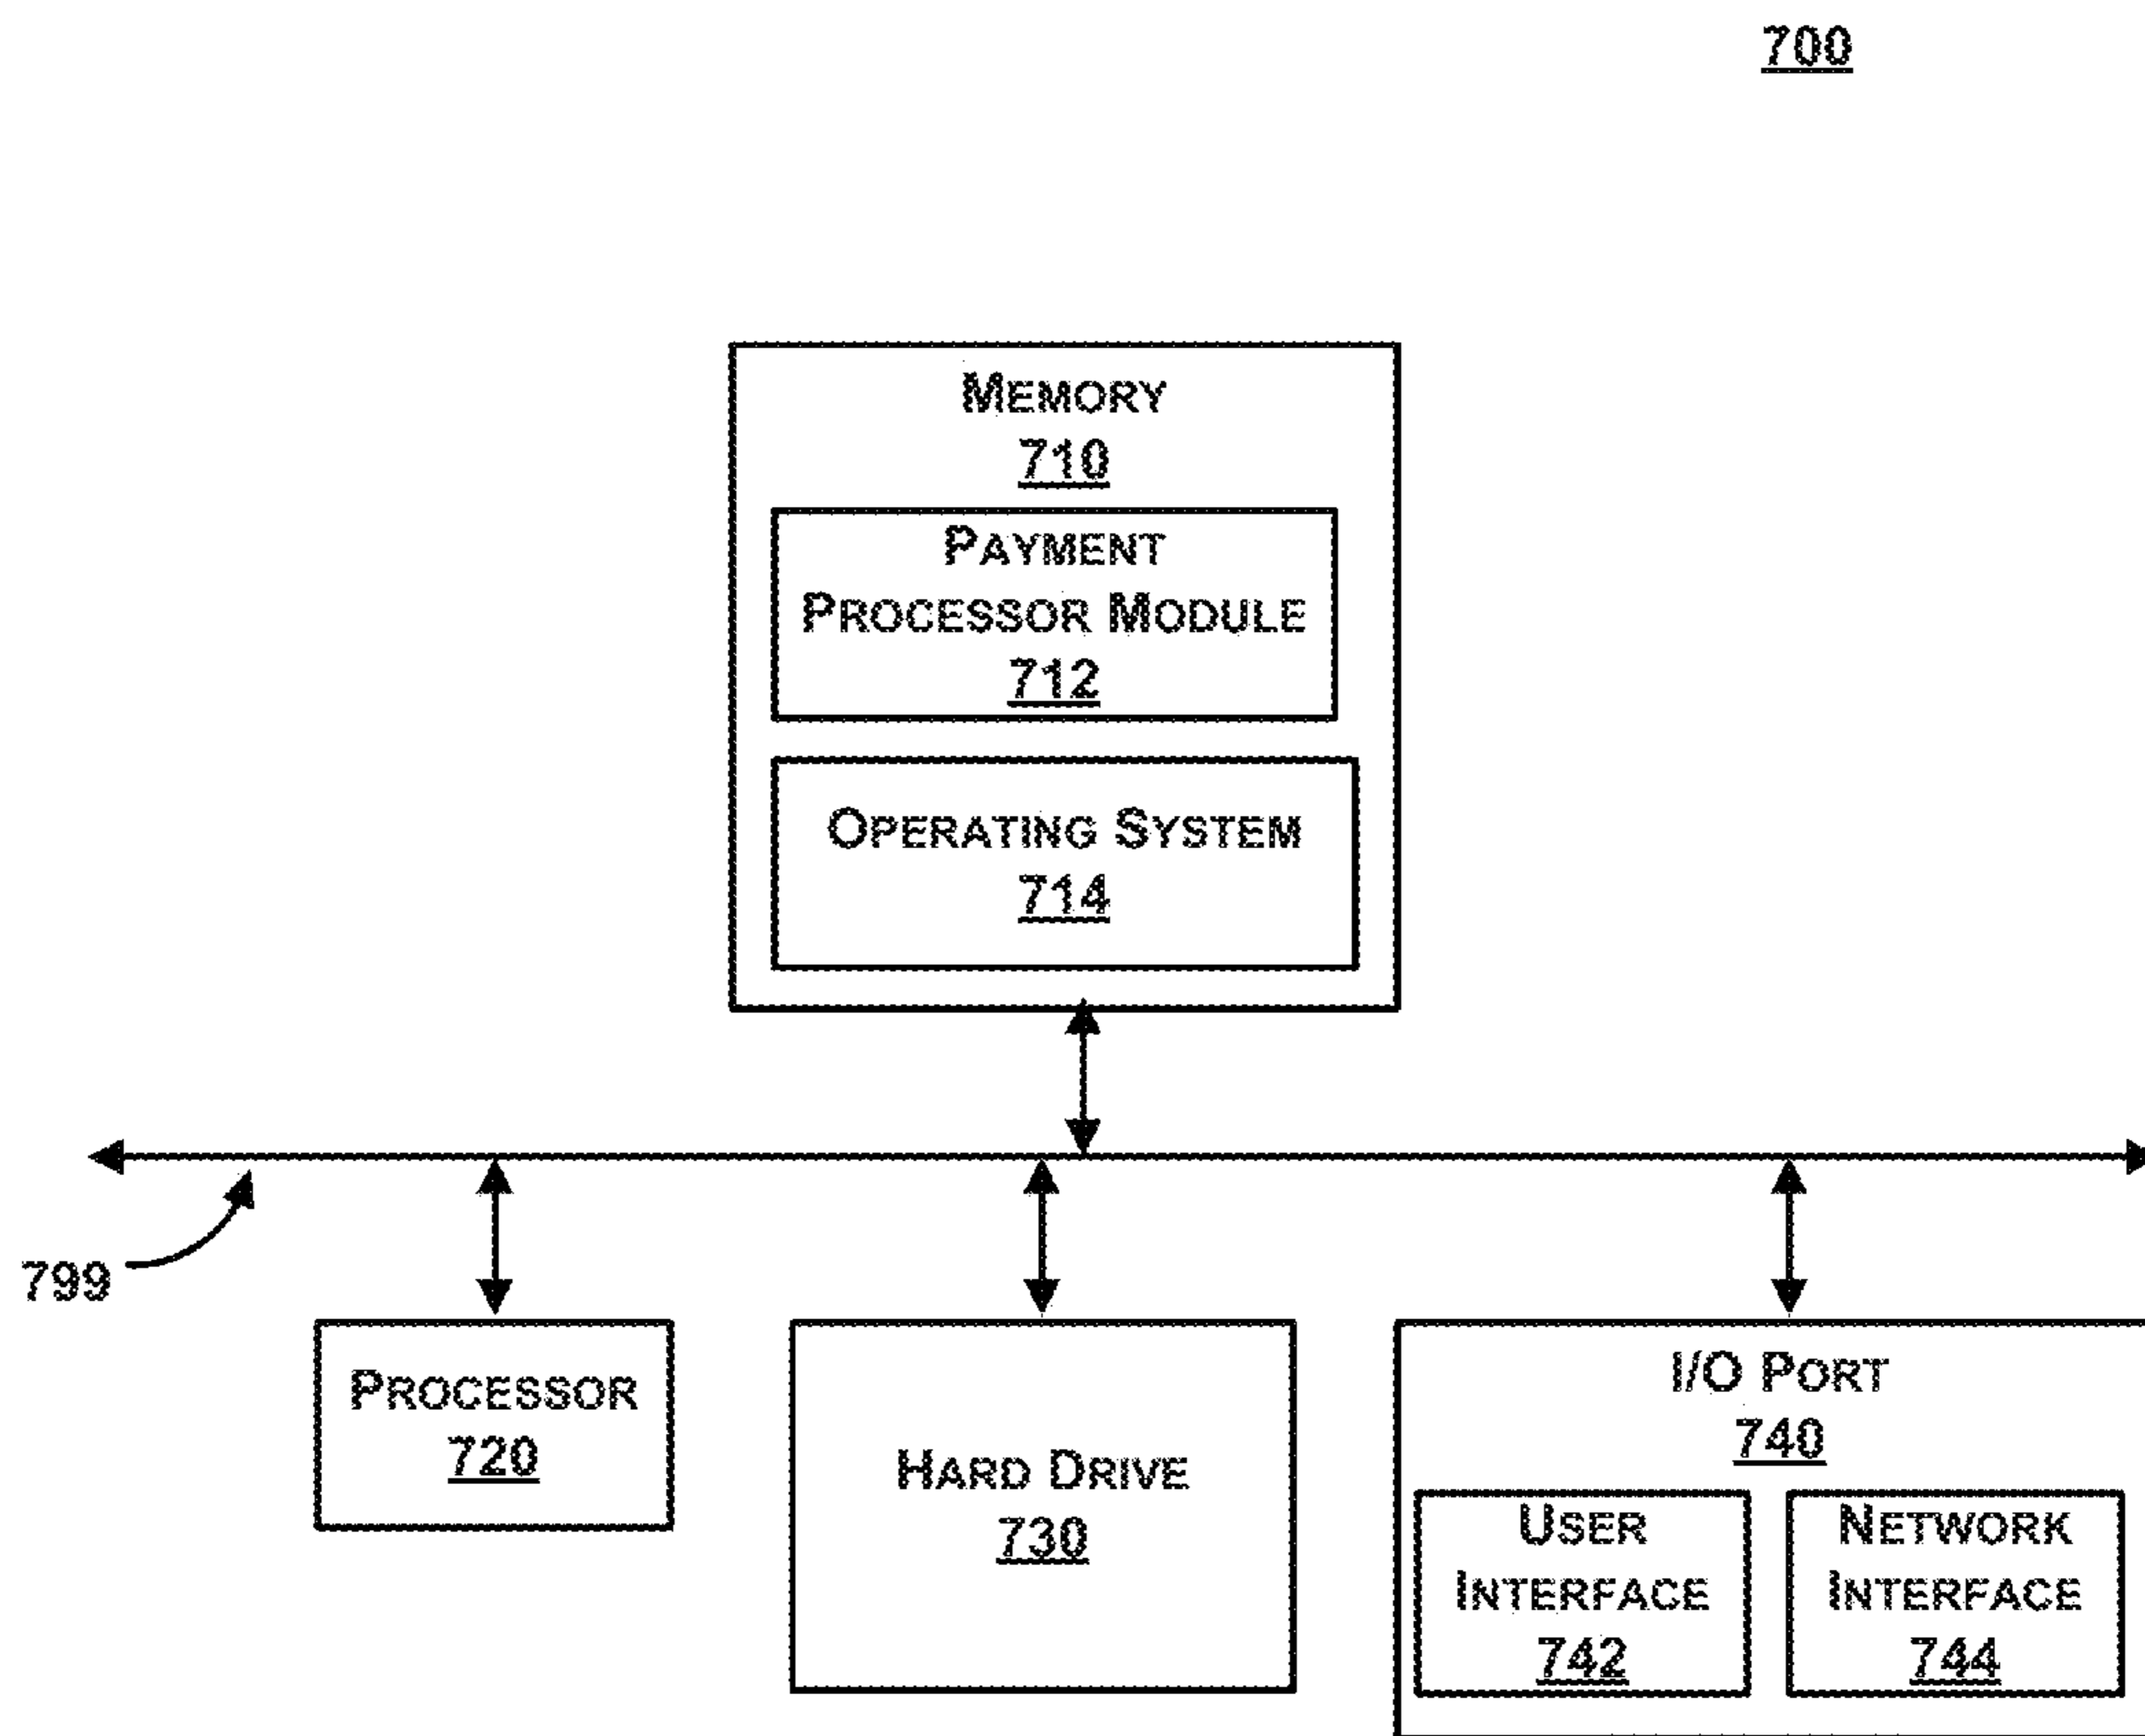 700
MEMORY
710
PAYMENT
PROCESSOR MODULE
712
OPERATING SYSTEM
714
799
PROCESSOR
720
HARD DRIVE
730
I/O PORT
740
USER
INTERFACE
742
NETWORK
INTERFACE
744